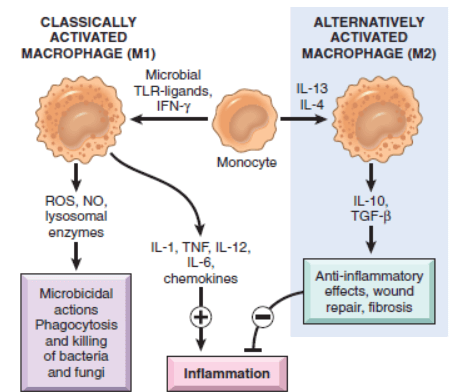 CLASSICALLY
ACTIVATED
MACROPHAGE (M1)
ALTERNATIVELY
ACTIVATED
MACROPHAGE (M2)
Microbial
TLR-ligands,
IFN-γ
IL-13
IL-4
Monocyte
ROS, NO,
lysosomal
enzymes
IL-1, TNF, IL-12,
IL-6,
chemokines
IL-10,
TGF-β
Microbicidal
actions
Phagocytosis
and killing
of bacteria
and fungi
+
Inflammation
−
Anti-inflammatory
effects, wound
repair, fibrosis